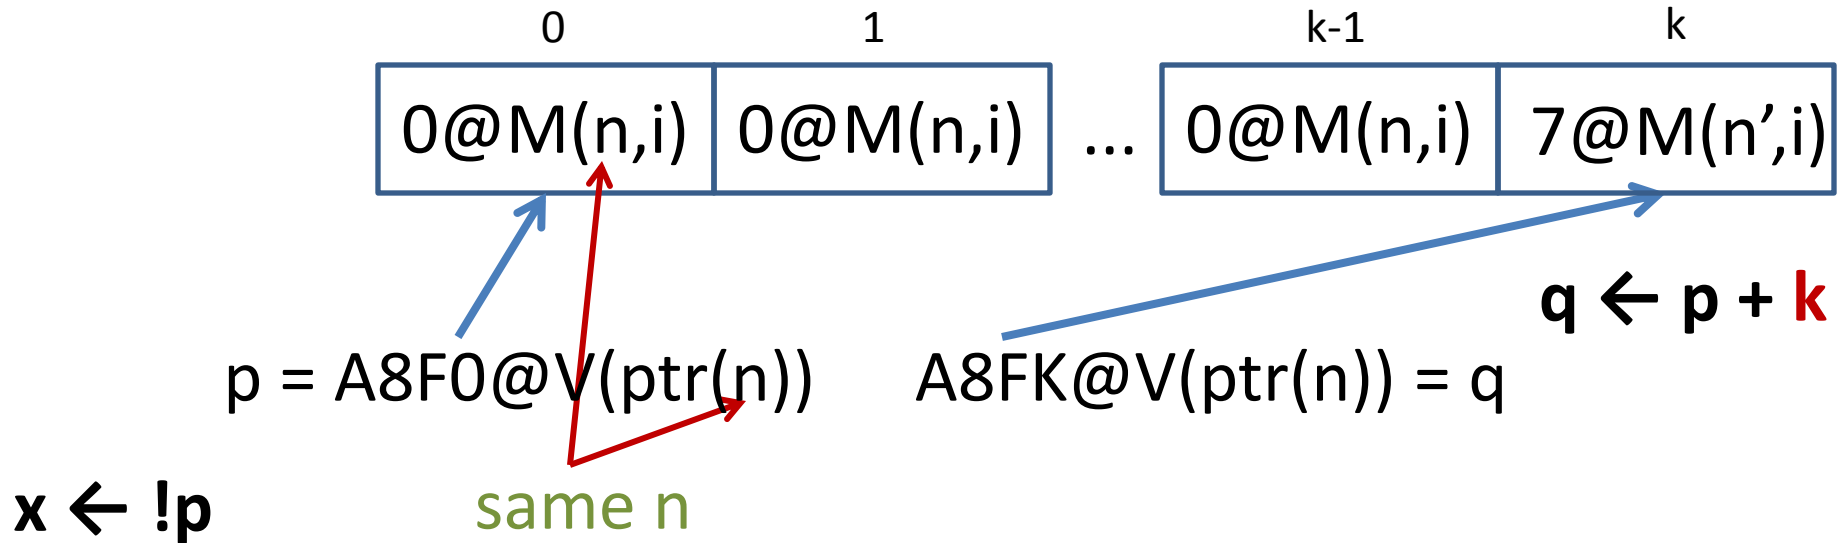 0 1 k-1 k
0@M(n,i) 0@M(n,i) ... 0@M(n,i) 7@M(n’,i)
q ← p + k
p = A8F0@V(ptr(n)) A8FK@V(ptr(n)) = q
x ← !p same n